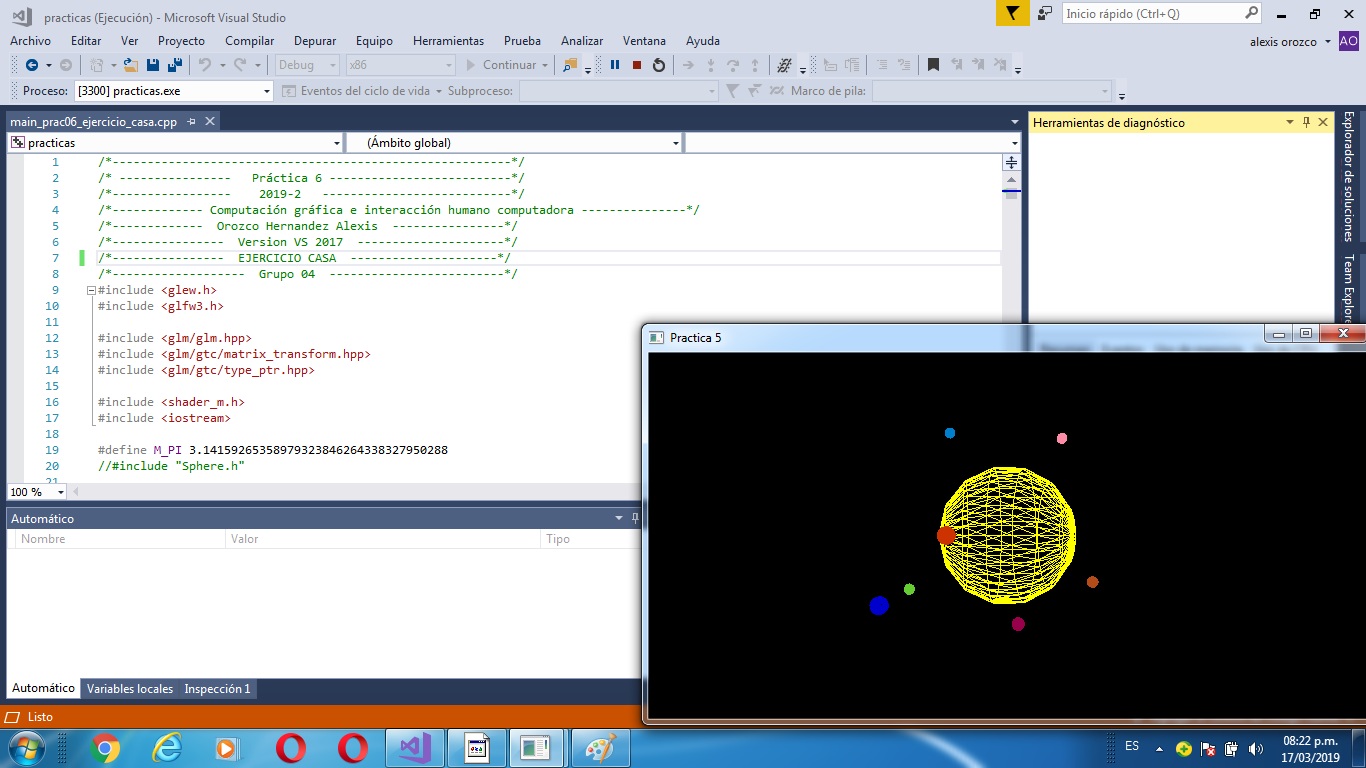 practicas (Ejecución) - Microsoft Visual Studio
Inicio rápido (Ctrl+Q)
Archivo Editar Ver Proyecto Compilar Depurar Equipo Herramientas Prueba Analizar Ventana Ayuda
alexis orozco AO
Debug x86 Continuar
Proceso: [3300] practicas.exe Eventos del ciclo de vida Subproceso: Marco de pila:
main_prac06_ejercicio_casa.cpp
practicas (Ámbito global)
1 /*---------------------------------------------------------*/
2 /* ---------------- Práctica 6 --------------------------*/
3 /*----------------- 2019-2 ---------------------------*/
4 /*------------- Computación gráfica e interacción humano computadora ---------------*/
5 /*------------- Orozco Hernandez Alexis ----------------*/
6 /*---------------- Version VS 2017 ---------------------*/
7 /*---------------- EJERCICIO CASA ---------------------*/
8 /*------------------- Grupo 04 -------------------------*/
9 #include <glew.h>
10 #include <glfw3.h>
11
12 #include <glm/glm.hpp>
13 #include <glm/gtc/matrix_transform.hpp>
14 #include <glm/gtc/type_ptr.hpp>
15
16 #include <shader_m.h>
17 #include <iostream>
18
19 #define M_PI 3.14159265358979323846264338327950288
20 //#include "Sphere.h"
21
100 %
Automático
Nombre Valor Tipo
Automático Variables locales Inspección 1
Listo
Herramientas de diagnóstico
Explorador de soluciones
Team Explore
Practica 5
ES
08:22 p.m.
17/03/2019